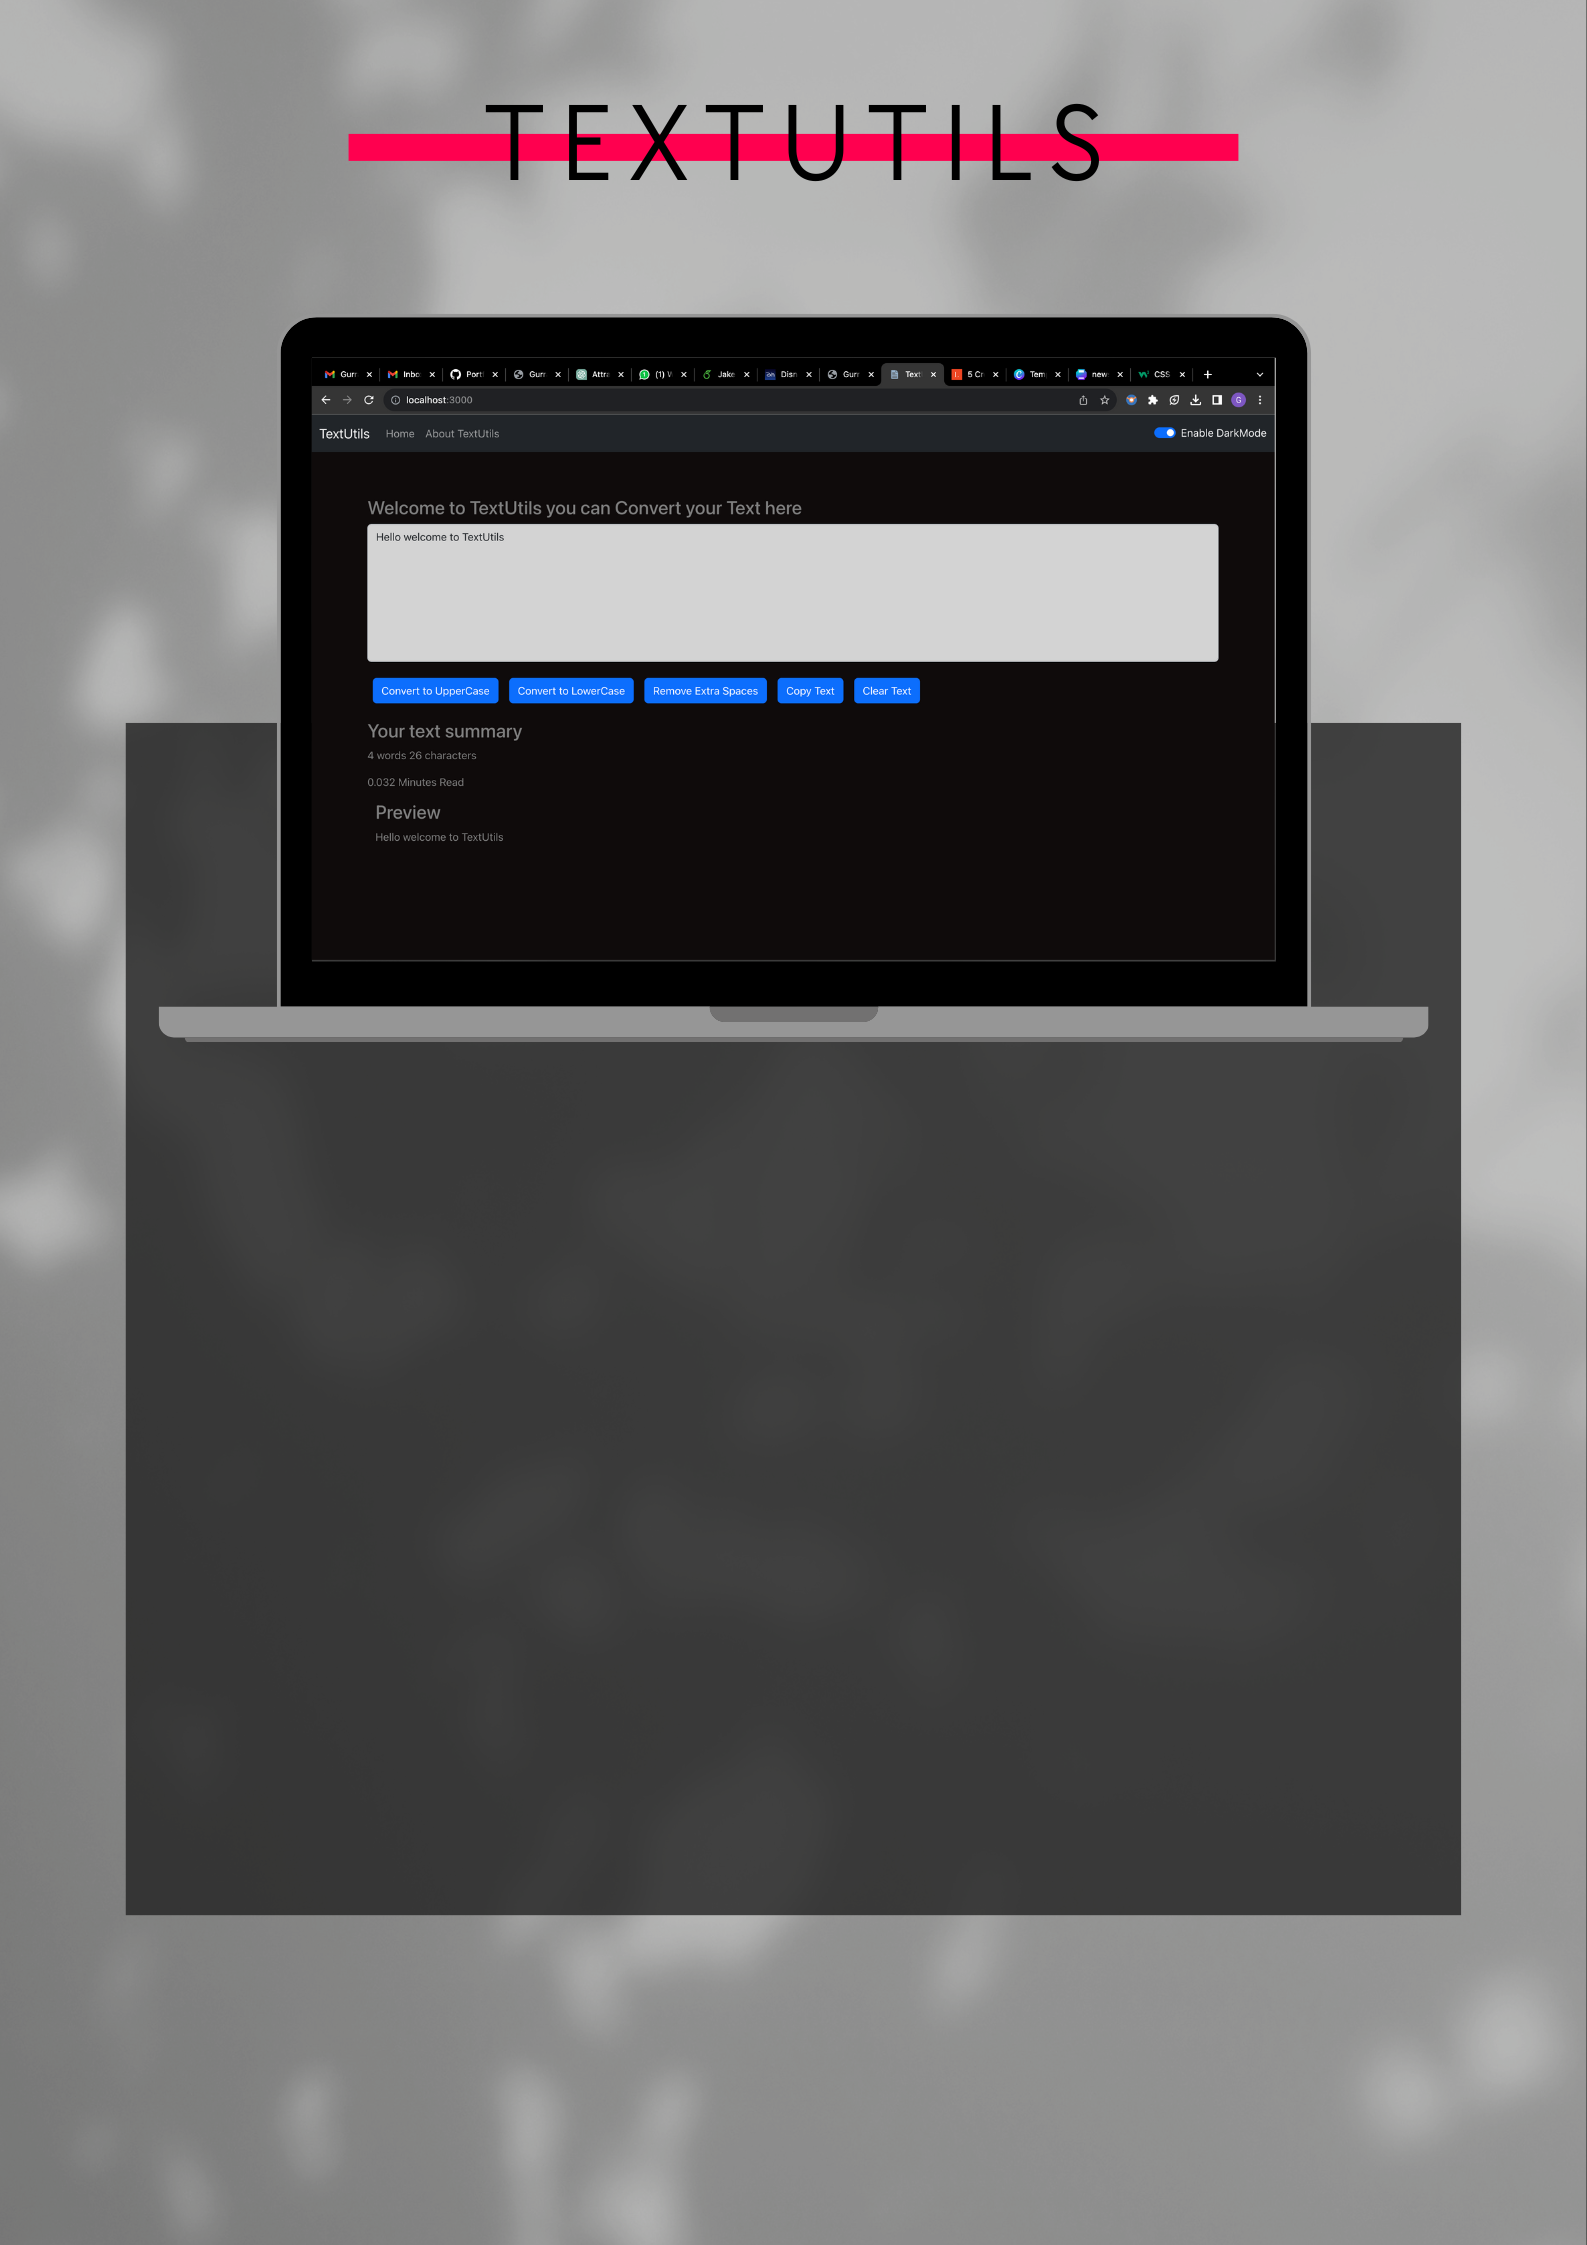 TEXTUTILS
Gurr Inbo Port Gurr Attra (1) V Jake Disn Gurr Text 5 Cr Tem new CSS
localhost:3000 G
TextUtils Home About TextUtils Enable DarkMode
Welcome to TextUtils you can Convert your Text here
Hello welcome to TextUtils
Convert to UpperCase Convert to LowerCase Remove Extra Spaces Copy Text Clear Text
Your text summary
4 words 26 characters
0.032 Minutes Read
Preview
Hello welcome to TextUtils